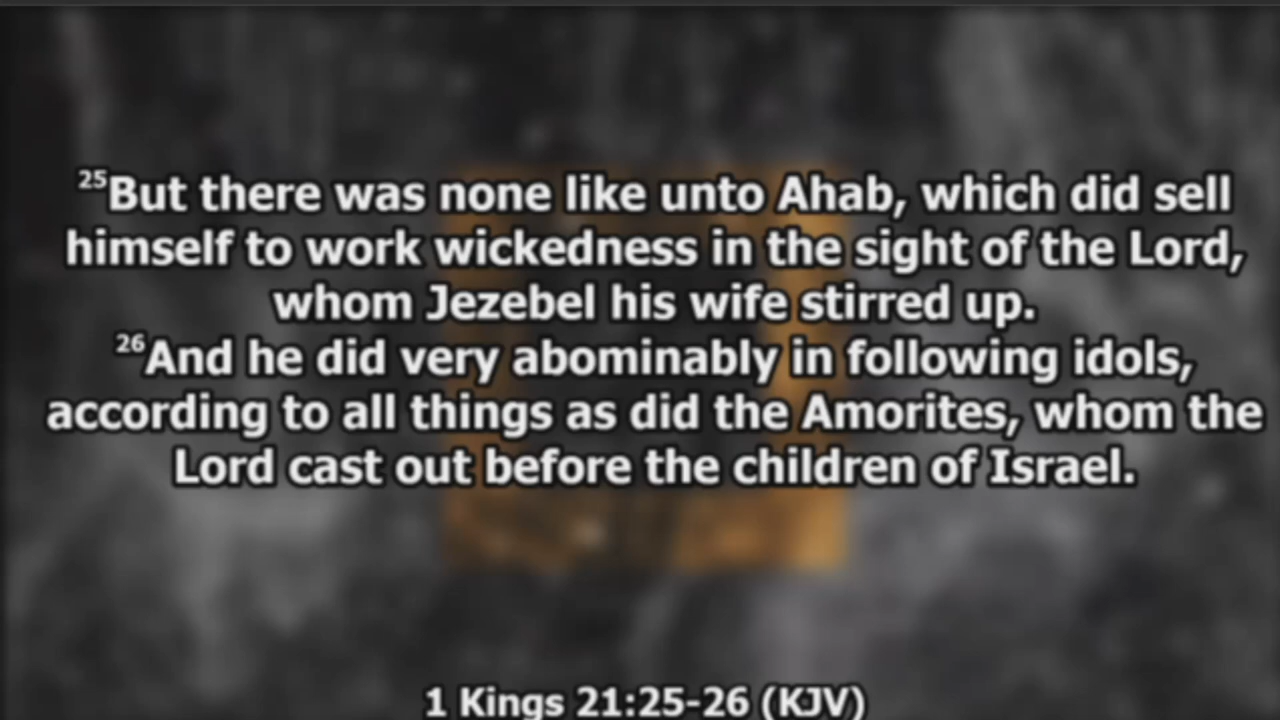 25But there was none like unto Ahab, which did sell
himself to work wickedness in the sight of the Lord,
whom Jezebel his wife stirred up.
26And he did very abominably in following idols,
according to all things as did the Amorites, whom the
Lord cast out before the children of Israel.
1 Kings 21:25-26 (KJV)